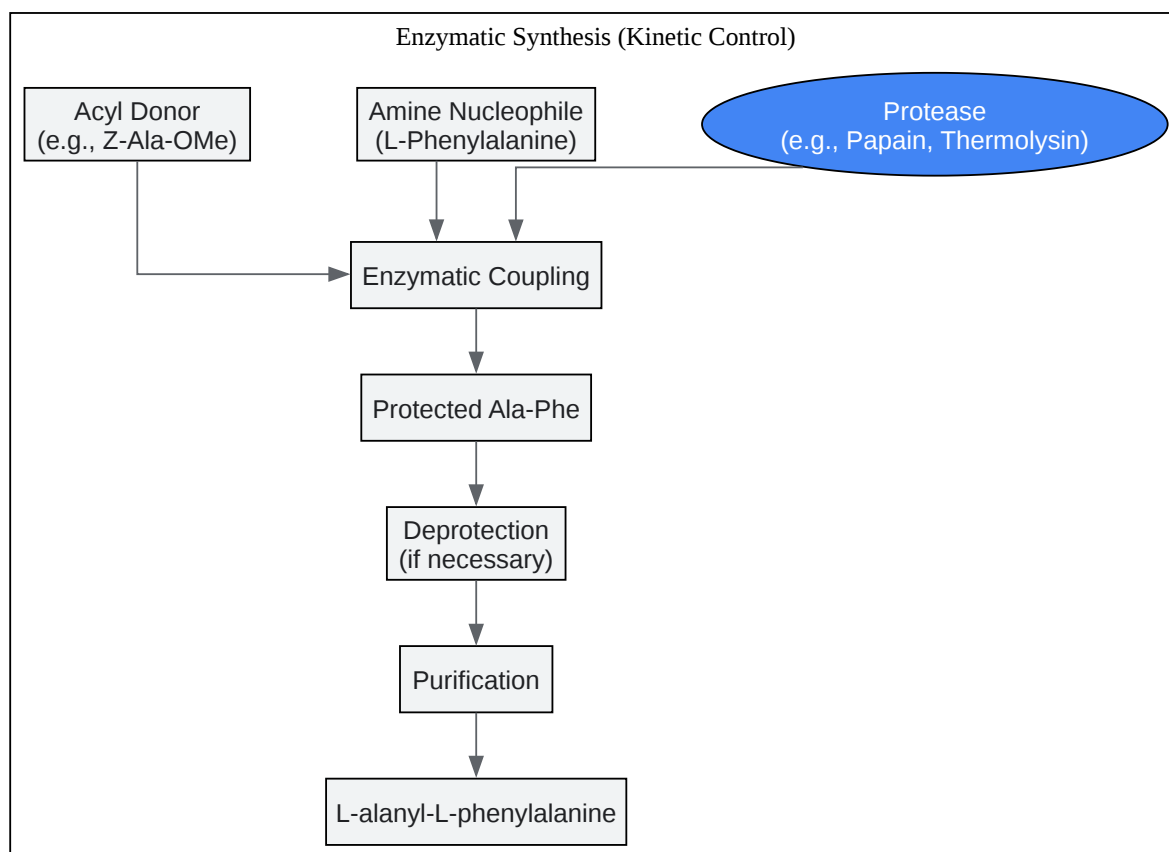 Enzymatic Synthesis (Kinetic Control)
Acyl Donor
(e.g., Z-Ala-OMe)
Amine Nucleophile
(L-Phenylalanine)
Protease
(e.g., Papain, Thermolysin)
Enzymatic Coupling
Protected Ala-Phe
Deprotection
(if necessary)
Purification
L-alanyl-L-phenylalanine